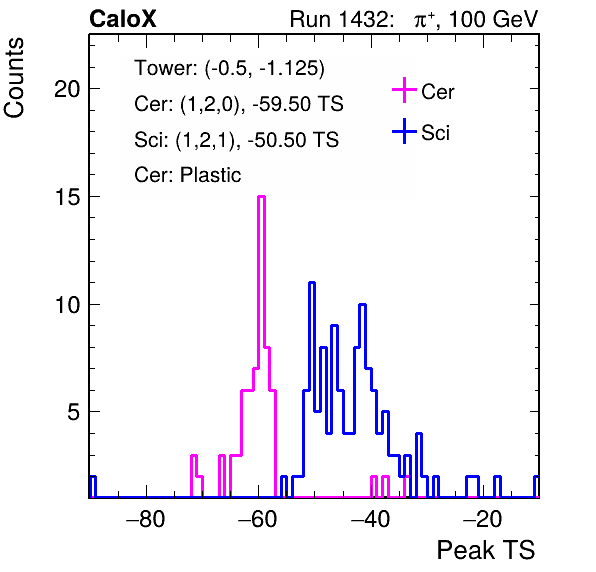 CaloX Run 1432: π⁺, 100 GeV
Counts
Tower: (-0.5, -1.125)
Cer: (1,2,0), -59.50 TS
Sci: (1,2,1), -50.50 TS
Cer: Plastic
Cer
Sci
20
15
10
5
−80 −60 −40 −20
Peak TS